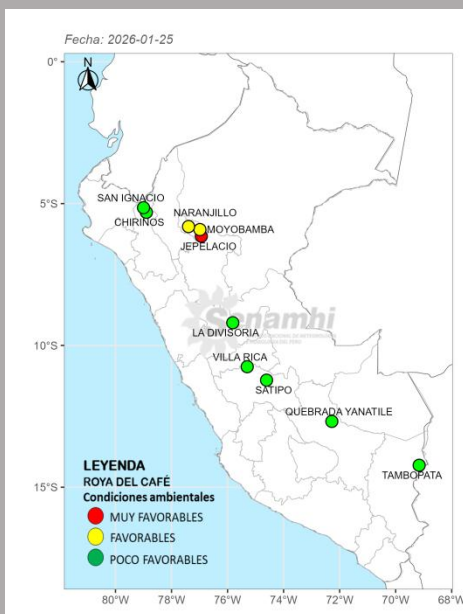 Fecha: 2026-01-25
N
0°
5°S
10°S
15°S
SAN IGNACIO
CHIRINOS
NARANJILLO
MOYOBAMBA
JEPELACIO
Senamhi
LA DIVISORIA
VILLA RICA
SATIPO
QUEBRADA YANATILE
TAMBOPATA
LEYENDA
ROYA DEL CAFÉ
Condiciones ambientales
MUY FAVORABLES
FAVORABLES
POCO FAVORABLES
80°W
78°W
76°W
74°W
72°W
70°W
68°W